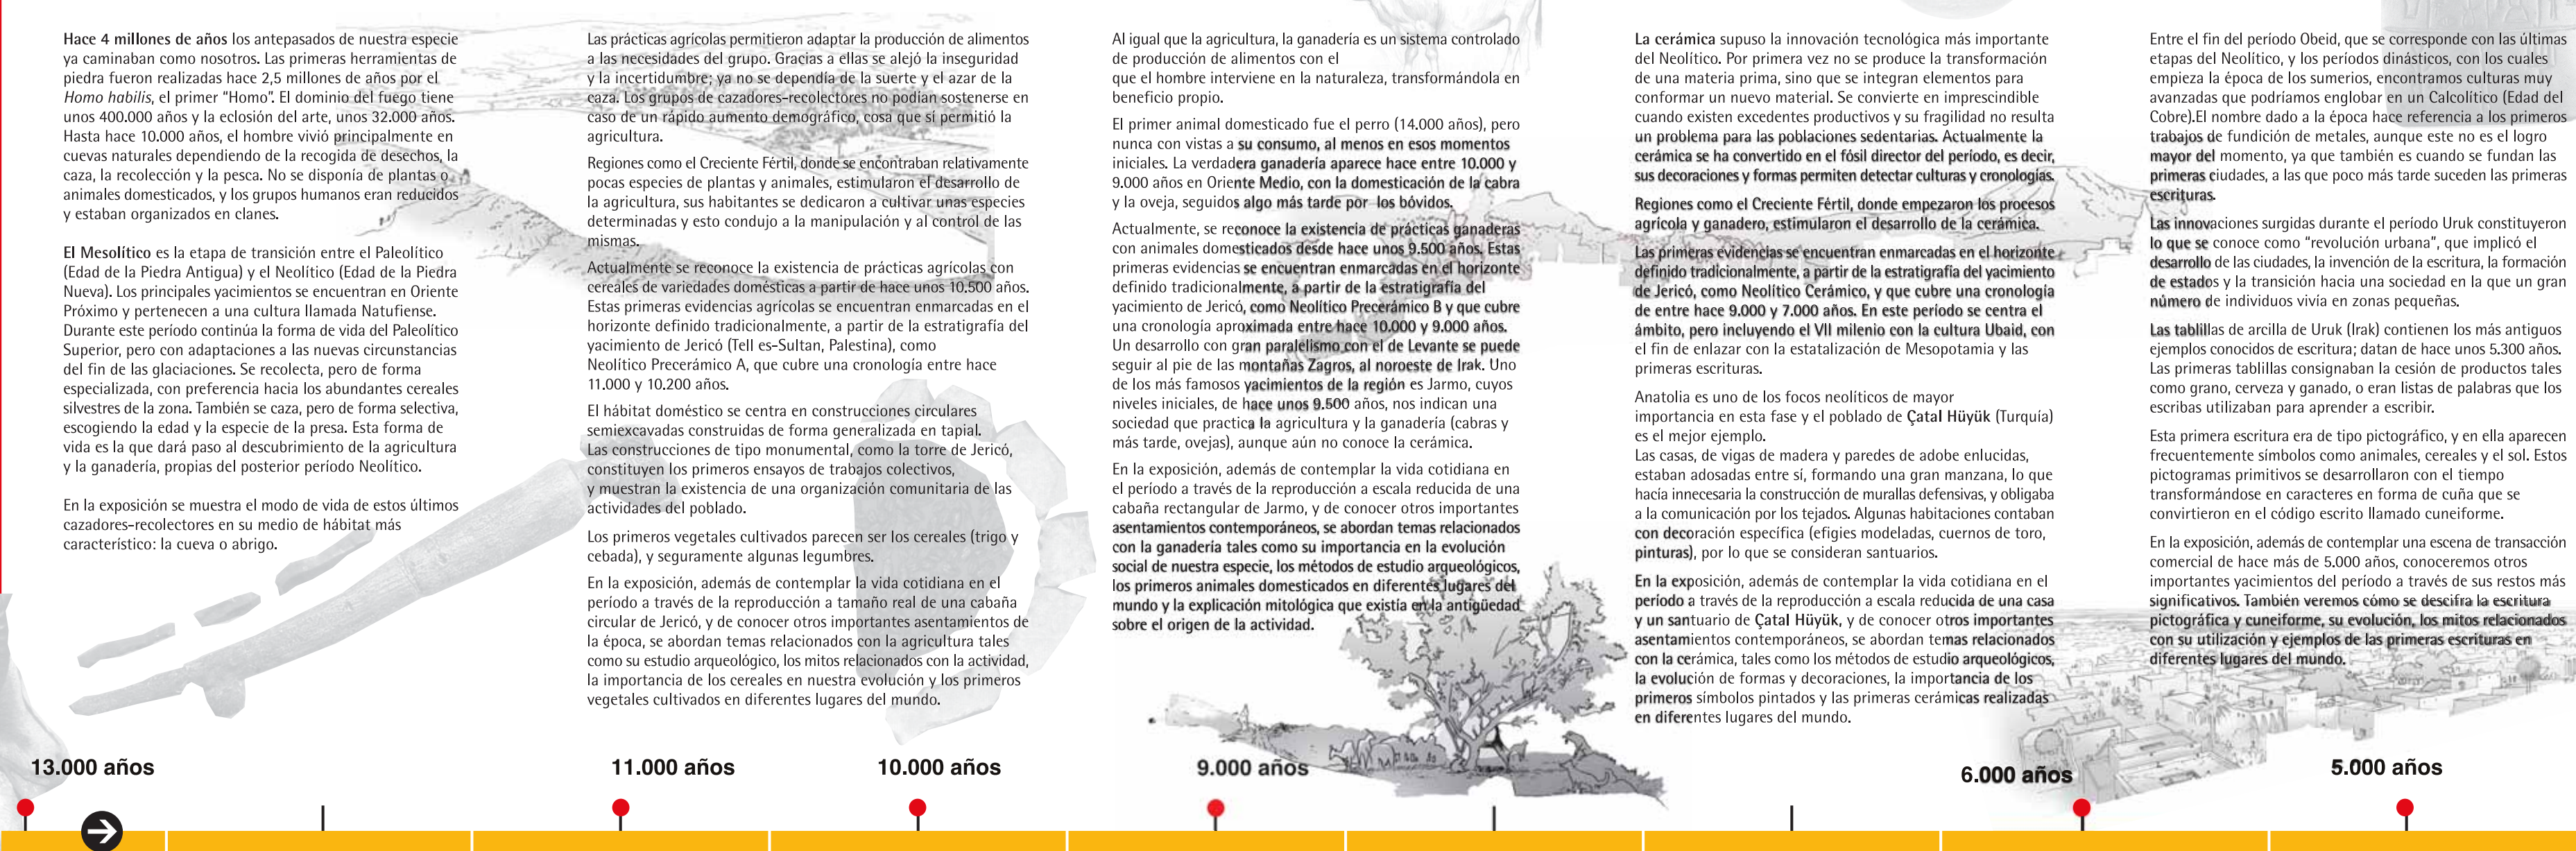 Hace 4 millones de años los antepasados de nuestra especie
ya caminaban como nosotros. Las primeras herramientas de
piedra fueron realizadas hace 2,5 millones de años por el
Homo habilis, el primer “Homo”. El dominio del fuego tiene
unos 400.000 años y la eclosión del arte, unos 32.000 años.
Hasta hace 10.000 años, el hombre vivió principalmente en
cuevas naturales dependiendo de la recogida de desechos, la
caza, la recolección y la pesca. No se disponía de plantas o
animales domesticados, y los grupos humanos eran reducidos
y estaban organizados en clanes.
El Mesolítico es la etapa de transición entre el Paleolítico
(Edad de la Piedra Antigua) y el Neolítico (Edad de la Piedra
Nueva). Los principales yacimientos se encuentran en Oriente
Próximo y pertenecen a una cultura llamada Natufiense.
Durante este período continúa la forma de vida del Paleolítico
Superior, pero con adaptaciones a las nuevas circunstancias
del fin de las glaciaciones. Se recolecta, pero de forma
especializada, con preferencia hacia los abundantes cereales
silvestres de la zona. También se caza, pero de forma selectiva,
escogiendo la edad y la especie de la presa. Esta forma de
vida es la que dará paso al descubrimiento de la agricultura
y la ganadería, propias del posterior período Neolítico.
En la exposición se muestra el modo de vida de estos últimos
cazadores-recolectores en su medio de hábitat más
característico: la cueva o abrigo.
Las prácticas agrícolas permitieron adaptar la producción de alimentos
a las necesidades del grupo. Gracias a ellas se alejó la inseguridad
y la incertidumbre; ya no se dependía de la suerte y el azar de la
caza. Los grupos de cazadores-recolectores no podían sostenerse en
caso de un rápido aumento demográfico, cosa que sí permitió la
agricultura.
Regiones como el Creciente Fértil, donde se encontraban relativamente
pocas especies de plantas y animales, estimularon el desarrollo de
la agricultura, sus habitantes se dedicaron a cultivar unas especies
determinadas y esto condujo a la manipulación y al control de las
mismas.
Actualmente se reconoce la existencia de prácticas agrícolas con
cereales de variedades domésticas a partir de hace unos 10.500 años.
Estas primeras evidencias agrícolas se encuentran enmarcadas en el
horizonte definido tradicionalmente, a partir de la estratigrafía del
yacimiento de Jericó (Tell es-Sultan, Palestina), como
Neolítico Precerámico A, que cubre una cronología entre hace
11.000 y 10.200 años.
El hábitat doméstico se centra en construcciones circulares
semiexcavadas construidas de forma generalizada en tapial.
Las construcciones de tipo monumental, como la torre de Jericó,
constituyen los primeros ensayos de trabajos colectivos,
y muestran la existencia de una organización comunitaria de las
actividades del poblado.
Los primeros vegetales cultivados parecen ser los cereales (trigo y
cebada), y seguramente algunas legumbres.
En la exposición, además de contemplar la vida cotidiana en el
período a través de la reproducción a tamaño real de una cabaña
circular de Jericó, y de conocer otros importantes asentamientos de
la época, se abordan temas relacionados con la agricultura tales
como su estudio arqueológico, los mitos relacionados con la actividad,
la importancia de los cereales en nuestra evolución y los primeros
vegetales cultivados en diferentes lugares del mundo.
Al igual que la agricultura, la ganadería es un sistema controlado
de producción de alimentos con el
que el hombre interviene en la naturaleza, transformándola en
beneficio propio.
El primer animal domesticado fue el perro (14.000 años), pero
nunca con vistas a su consumo, al menos en esos momentos
iniciales. La verdadera ganadería aparece hace entre 10.000 y
9.000 años en Oriente Medio, con la domesticación de la cabra
y la oveja, seguidos algo más tarde por los bóvidos.
Actualmente, se reconoce la existencia de prácticas ganaderas
con animales domesticados desde hace unos 9.500 años. Estas
primeras evidencias se encuentran enmarcadas en el horizonte
definido tradicionalmente, a partir de la estratigrafía del
yacimiento de Jericó, como Neolítico Precerámico B y que cubre
una cronología aproximada entre hace 10.000 y 9.000 años.
Un desarrollo con gran paralelismo con el de Levante se puede
seguir al pie de las montañas Zagros, al noroeste de Irak. Uno
de los más famosos yacimientos de la región es Jarmo, cuyos
niveles iniciales, de hace unos 9.500 años, nos indican una
sociedad que practica la agricultura y la ganadería (cabras y
más tarde, ovejas), aunque aún no conoce la cerámica.
En la exposición, además de contemplar la vida cotidiana en
el período a través de la reproducción a escala reducida de una
cabaña rectangular de Jarmo, y de conocer otros importantes
asentamientos contemporáneos, se abordan temas relacionados
con la ganadería tales como su importancia en la evolución
social de nuestra especie, los métodos de estudio arqueológicos,
los primeros animales domesticados en diferentes lugares del
mundo y la explicación mitológica que existía en la antigüedad
sobre el origen de la actividad.
La cerámica supuso la innovación tecnológica más importante
del Neolítico. Por primera vez no se produce la transformación
de una materia prima, sino que se integran elementos para
conformar un nuevo material. Se convierte en imprescindible
cuando existen excedentes productivos y su fragilidad no resulta
un problema para las poblaciones sedentarias. Actualmente la
cerámica se ha convertido en el fósil director del período, es decir,
sus decoraciones y formas permiten detectar culturas y cronologías.
Regiones como el Creciente Fértil, donde empezaron los procesos
agrícola y ganadero, estimularon el desarrollo de la cerámica.
Las primeras evidencias se encuentran enmarcadas en el horizonte
definido tradicionalmente, a partir de la estratigrafía del yacimiento
de Jericó, como Neolítico Cerámico, y que cubre una cronología
de entre hace 9.000 y 7.000 años. En este período se centra el
ámbito, pero incluyendo el VII milenio con la cultura Ubaid, con
el fin de enlazar con la estatalización de Mesopotamia y las
primeras escrituras.
Anatolia es uno de los focos neolíticos de mayor
importancia en esta fase y el poblado de Çatal Hüyük (Turquía)
es el mejor ejemplo.
Las casas, de vigas de madera y paredes de adobe enlucidas,
estaban adosadas entre sí, formando una gran manzana, lo que
hacía innecesaria la construcción de murallas defensivas, y obligaba
a la comunicación por los tejados. Algunas habitaciones contaban
con decoración específica (efigies modeladas, cuernos de toro,
pinturas), por lo que se consideran santuarios.
En la exposición, además de contemplar la vida cotidiana en el
período a través de la reproducción a escala reducida de una casa
y un santuario de Çatal Hüyük, y de conocer otros importantes
asentamientos contemporáneos, se abordan temas relacionados
con la cerámica, tales como los métodos de estudio arqueológicos,
la evolución de formas y decoraciones, la importancia de los
primeros símbolos pintados y las primeras cerámicas realizadas
en diferentes lugares del mundo.
Entre el fin del período Obeid, que se corresponde con las últimas
etapas del Neolítico, y los períodos dinásticos, con los cuales
empieza la época de los sumerios, encontramos culturas muy
avanzadas que podríamos englobar en un Calcolítico (Edad del
Cobre).El nombre dado a la época hace referencia a los primeros
trabajos de fundición de metales, aunque este no es el logro
mayor del momento, ya que también es cuando se fundan las
primeras ciudades, a las que poco más tarde suceden las primeras
escrituras.
Las innovaciones surgidas durante el período Uruk constituyeron
lo que se conoce como “revolución urbana”, que implicó el
desarrollo de las ciudades, la invención de la escritura, la formación
de estados y la transición hacia una sociedad en la que un gran
número de individuos vivía en zonas pequeñas.
Las tablillas de arcilla de Uruk (Irak) contienen los más antiguos
ejemplos conocidos de escritura; datan de hace unos 5.300 años.
Las primeras tablillas consignaban la cesión de productos tales
como grano, cerveza y ganado, o eran listas de palabras que los
escribas utilizaban para aprender a escribir.
Esta primera escritura era de tipo pictográfico, y en ella aparecen
frecuentemente símbolos como animales, cereales y el sol. Estos
pictogramas primitivos se desarrollaron con el tiempo
transformándose en caracteres en forma de cuña que se
convirtieron en el código escrito llamado cuneiforme.
En la exposición, además de contemplar una escena de transacción
comercial de hace más de 5.000 años, conoceremos otros
importantes yacimientos del período a través de sus restos más
significativos. También veremos cómo se descifra la escritura
pictográfica y cuneiforme, su evolución, los mitos relacionados
con su utilización y ejemplos de las primeras escrituras en
diferentes lugares del mundo.
13.000 años
11.000 años
10.000 años
9.000 años
6.000 años
5.000 años